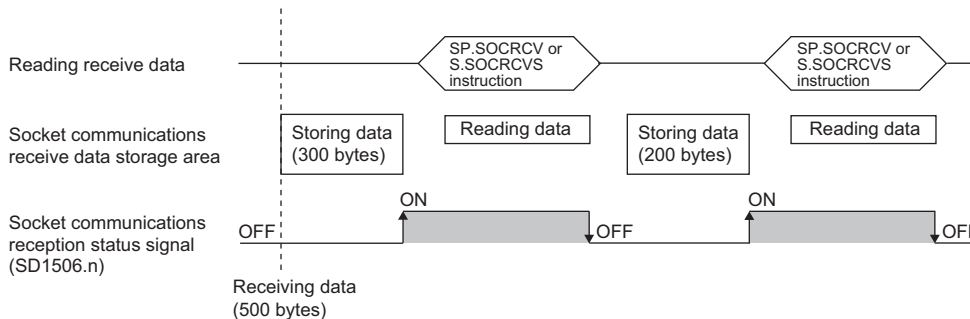 SP.SOCRCV or
S.SOCRCVS
instruction
SP.SOCRCV or
S.SOCRCVS
instruction
Reading receive data
Socket communications
receive data storage area
Storing data
(300 bytes)
Reading data
Storing data
(200 bytes)
Reading data
Socket communications
reception status signal
(SD1506.n)
OFF
ON
OFF
ON
OFF
Receiving data
(500 bytes)